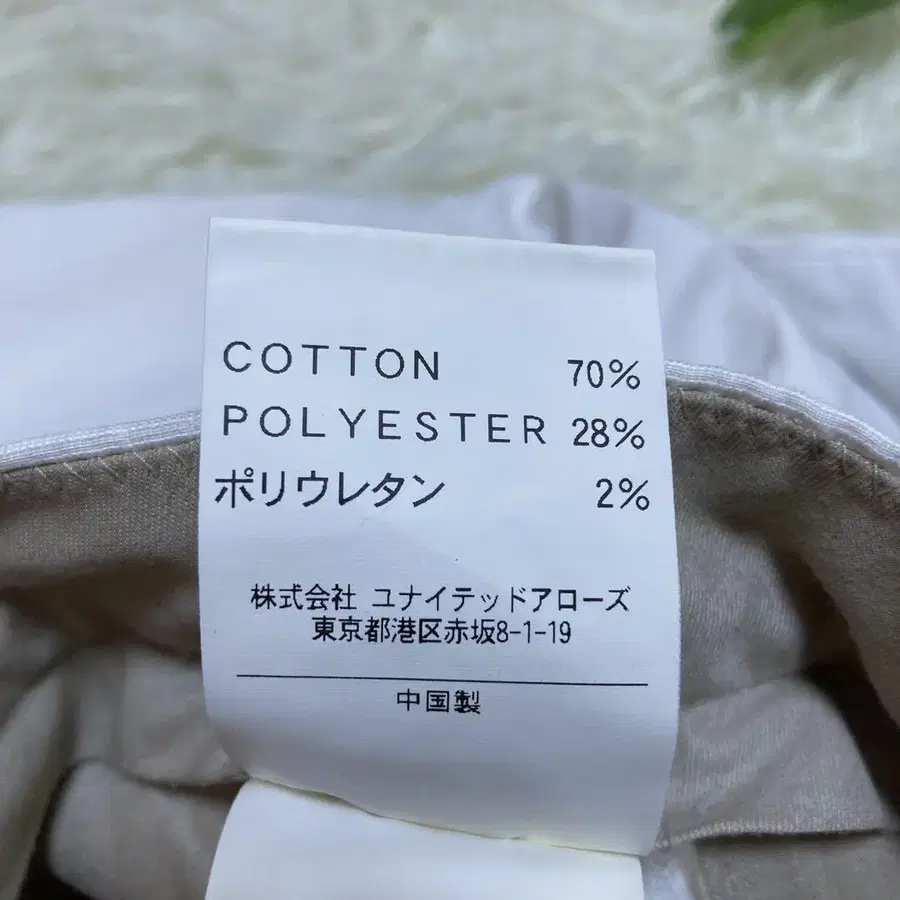 COTTON 70%
POLYESTER 28%
ポリウレタン 2%
株式会社 ユナイテッドアローズ
東京都港区赤坂8-1-19
中国製